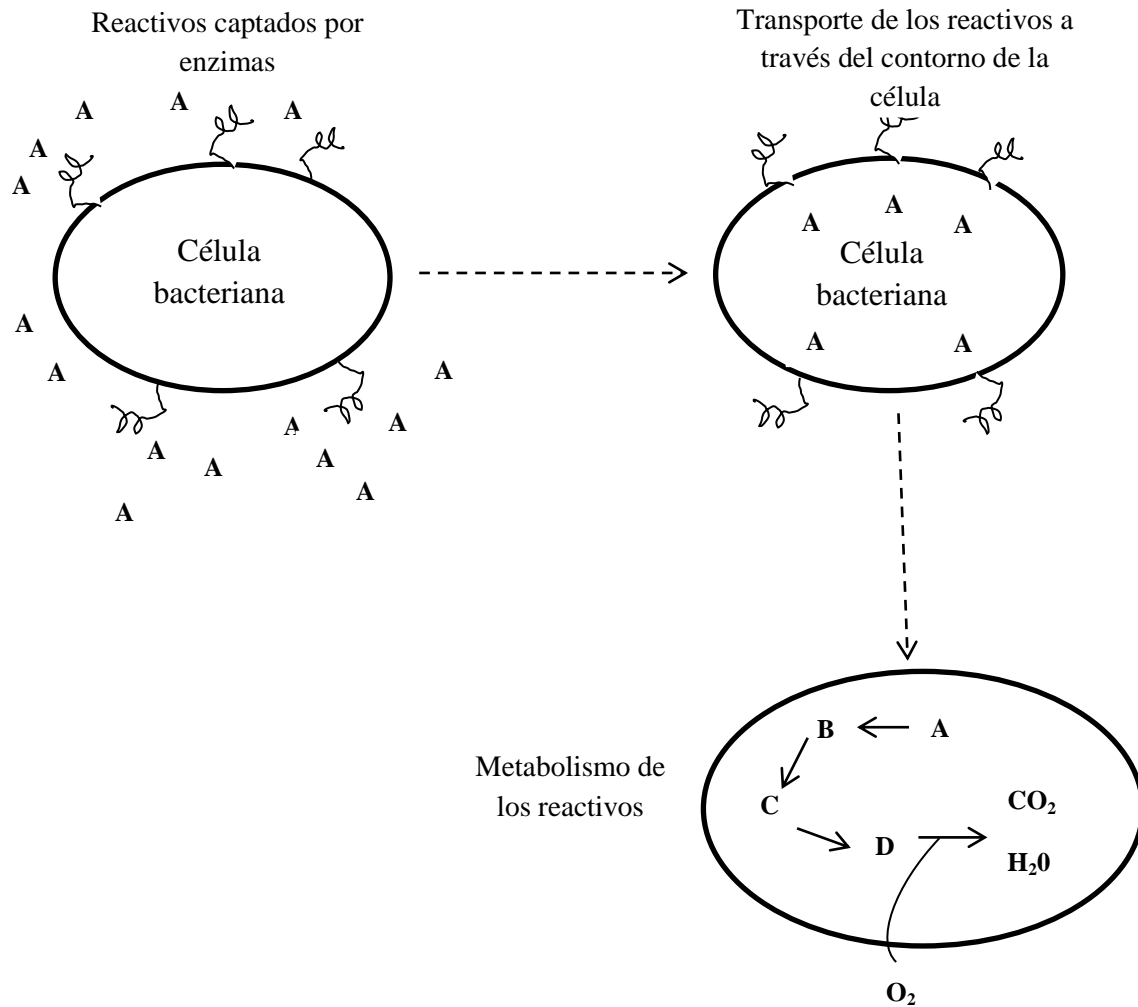 Reactivos captados por
enzimas
Transporte de los reactivos a
través del contorno de la
célula
A
A
A
A
A
Célula
bacteriana
A
A
A
A
A
A
A
A
A
A
A
A
A
Célula
bacteriana
A
A
Metabolismo de
los reactivos
B
A
C
D
CO₂
H₂0
O₂